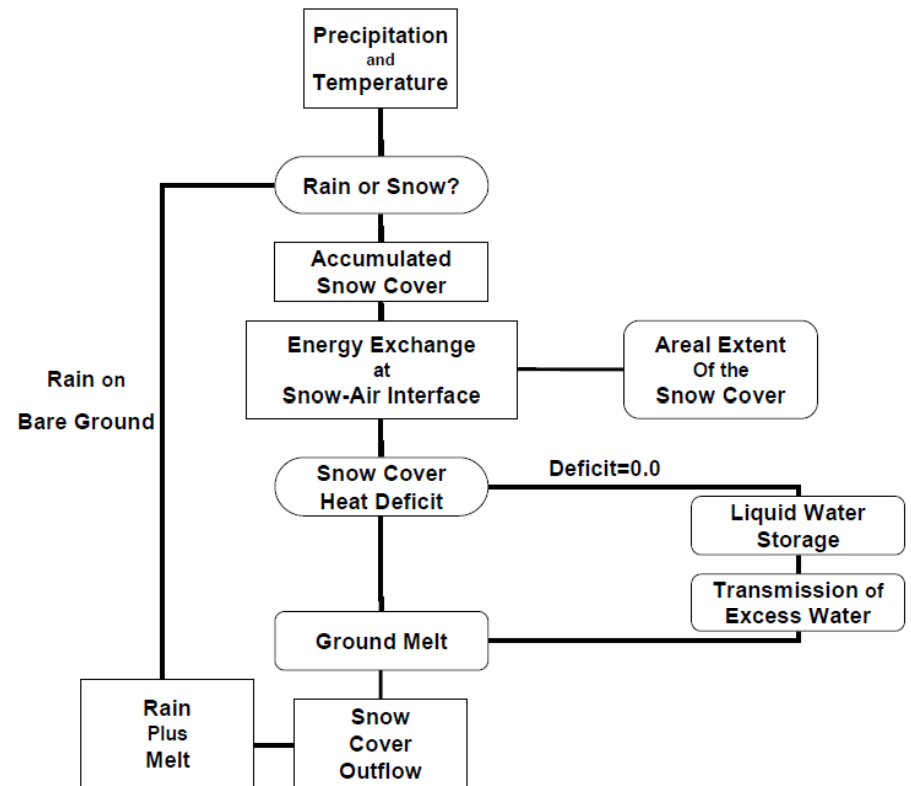 Precipitation
and
Temperature
Rain or Snow?
Accumulated
Snow Cover
Energy Exchange
at
Snow-Air Interface
Areal Extent
Of the
Snow Cover
Rain on
Bare Ground
Snow Cover
Heat Deficit
Deficit=0.0
Liquid Water
Storage
Transmission of
Excess Water
Ground Melt
Rain
Plus
Melt
Snow
Cover
Outflow